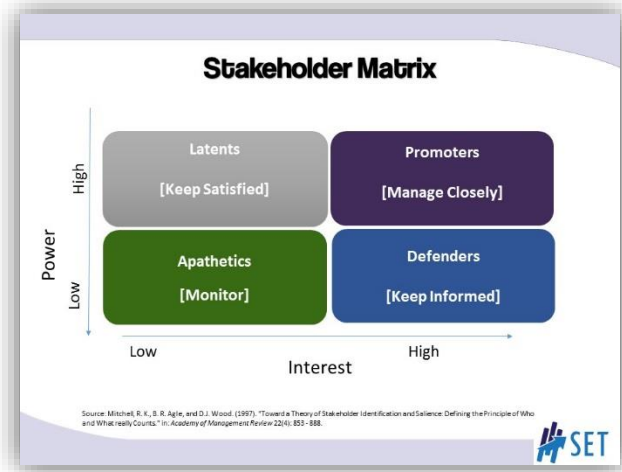 Stakeholder Matrix
High
Power
Low
Latents
[Keep Satisfied]
Promoters
[Manage Closely]
Apathetics
[Monitor]
Defenders
[Keep Informed]
Low
High
Interest
Source: Mitchell, R. K., B. R. Agle, and D.J. Wood. (1997). "Toward a Theory of Stakeholder Identification and Salience: Defining the Principle of Who
and What really Counts." in: Academy of Management Review 22(4): 853 - 888.
SET